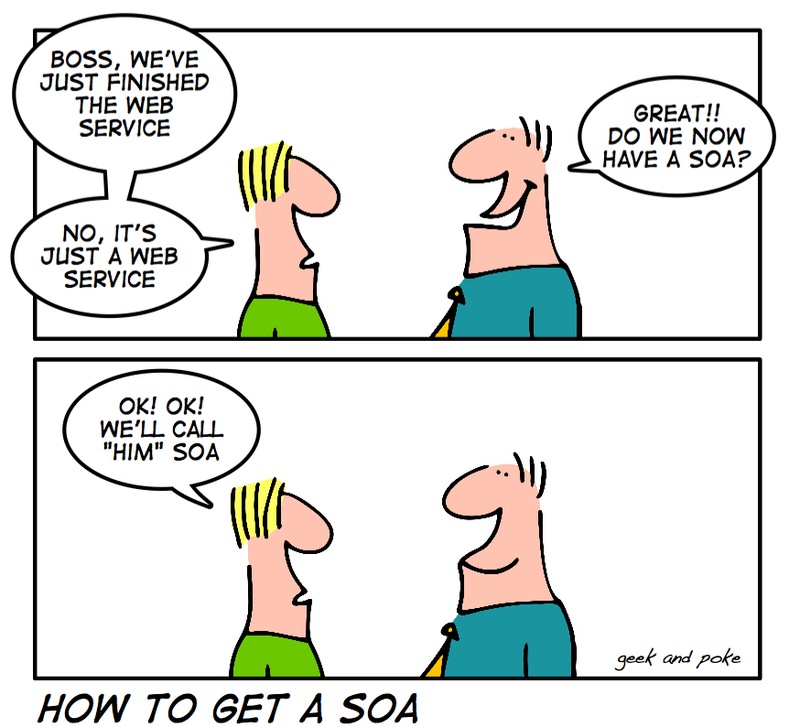 BOSS, WE'VE
JUST FINISHED
THE WEB
SERVICE
GREAT!!
DO WE NOW
HAVE A SOA?
NO, IT'S
JUST A WEB
SERVICE
OK! OK!
WE'LL CALL
"HIM" SOA
geek and poke
HOW TO GET A SOA